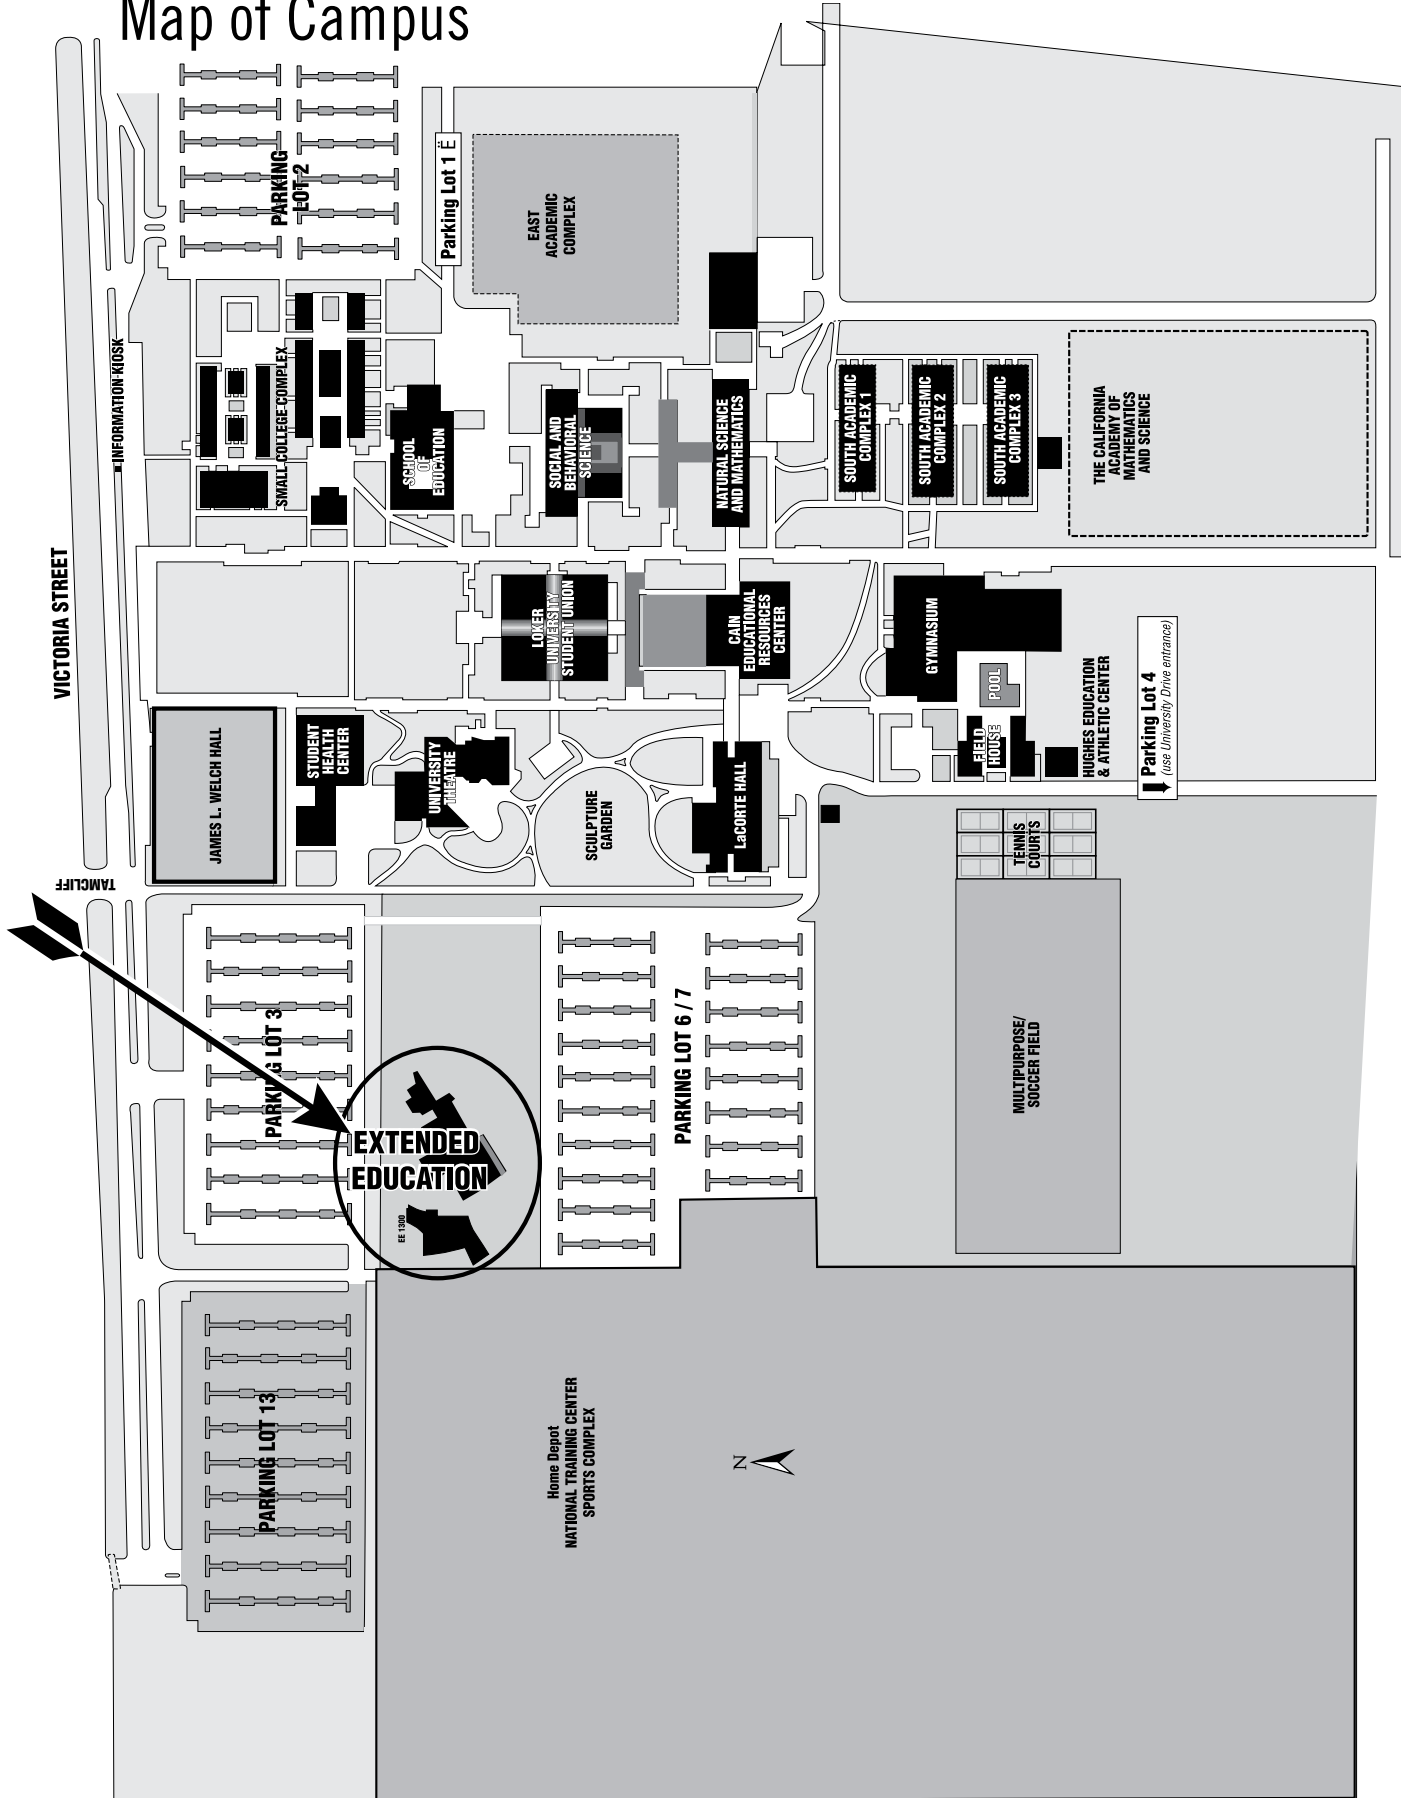 Map of Campus
PARKING
LOT 2
Parking Lot 1 Ë
EAST
ACADEMIC
COMPLEX
INFORMATION KIOSK
SMALL COLLEGE COMPLEX
SCHOOL
OF
EDUCATION
SOCIAL AND
BEHAVIORAL
SCIENCE
NATURAL SCIENCE
AND MATHEMATICS
SOUTH ACADEMIC
COMPLEX 1
SOUTH ACADEMIC
COMPLEX 2
SOUTH ACADEMIC
COMPLEX 3
THE CALIFORNIA
ACADEMY OF
MATHEMATICS
AND SCIENCE
VICTORIA STREET
LOKER
UNIVERSITY
STUDENT UNION
CAIN
EDUCATIONAL
RESOURCES
CENTER
GYMNASIUM
POOL
FIELD
HOUSE
HUGHES EDUCATION
& ATHLETIC CENTER
Parking Lot 4
(use University Drive entrance)
JAMES L. WELCH HALL
STUDENT
HEALTH
CENTER
UNIVERSITY
THEATRE
SCULPTURE
GARDEN
LaCORTE HALL
TENNIS
COURTS
TAMCLIFF
PARKING LOT 3
PARKING LOT 6 / 7
MULTIPURPOSE/
SOCCER FIELD
EXTENDED
EDUCATION
EE 1300
PARKING LOT 13
Home Depot
NATIONAL TRAINING CENTER
SPORTS COMPLEX
N